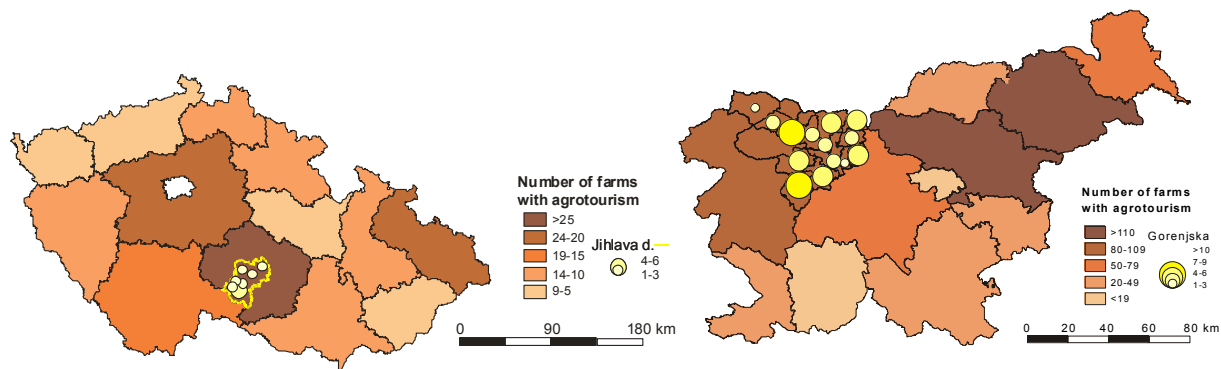 Number of farms
with agrotourism
>25
24-20
19-15
14-10
9-5
Jihlava d.
4-6
1-3
0 90 180 km
Number of farms
with agrotourism
>110
80-109
50-79
20-49
<19
Gorenjska
>10
7-9
4-6
1-3
0 20 40 60 80 km